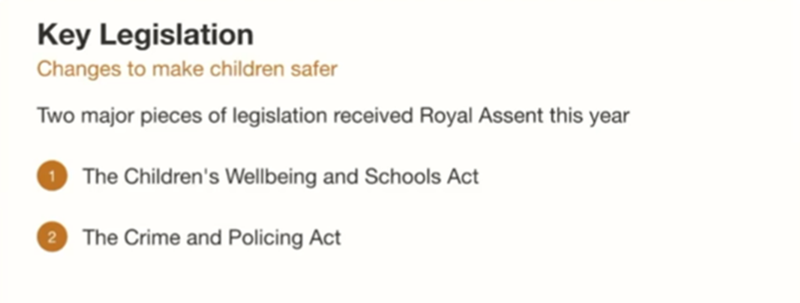 Key Legislation
Changes to make children safer
Two major pieces of legislation received Royal Assent this year
1 The Children's Wellbeing and Schools Act
2 The Crime and Policing Act